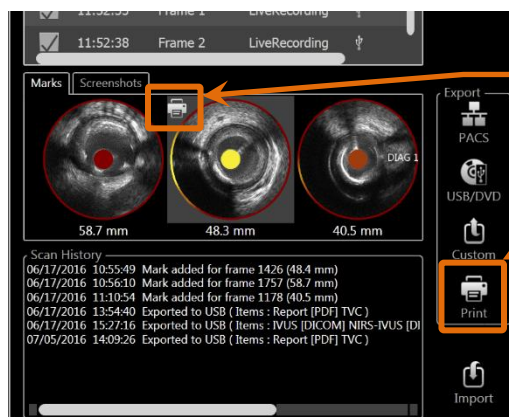 11:52:38 Frame 2 LiveRecording
Marks Screenshots
Export
PACS
DIAG 1
USB/DVD
58.7 mm 48.3 mm 40.5 mm
Custom
Scan History
06/17/2016 10:55:49 Mark added for frame 1426 (48.4 mm)
06/17/2016 10:56:10 Mark added for frame 1757 (58.7 mm)
06/17/2016 11:10:54 Mark added for frame 1178 (40.5 mm)
06/17/2016 13:54:40 Exported to USB ( Items : Report [PDF] TVC )
06/17/2016 15:27:16 Exported to USB ( Items : IVUS [DICOM] NIRS-IVUS [DI
07/05/2016 14:09:26 Exported to USB ( Items : Report [PDF] TVC )
Print
Import